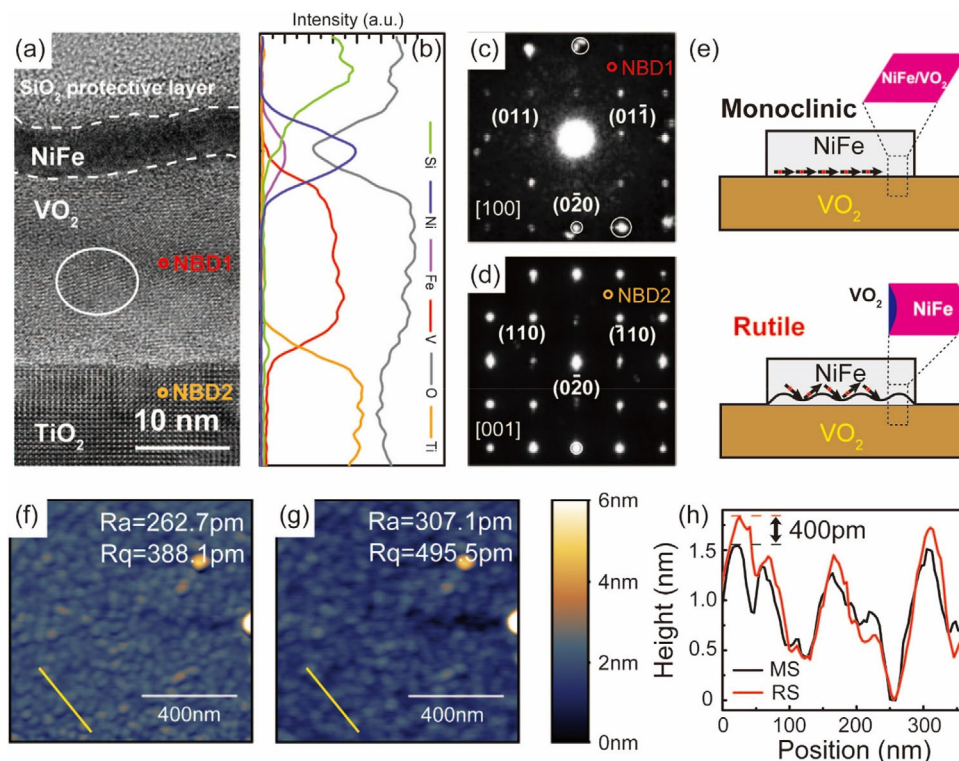 (a)
SiO₂ protective layer
NiFe
VO₂
NBD1
NBD2
10 nm
TiO₂
Intensity (a.u.)
(b)
Si
Ni
Fe
V
O
Ti
(c)
NBD1
(011)
(011̅)
(02̅0)
[100]
(d)
NBD2
(110)
(1̅10)
(02̅0)
[001]
(e)
NiFe/VO₂
Monoclinic
NiFe
VO₂
VO₂
NiFe
Rutile
NiFe
VO₂
(f)
Ra=262.7pm
Rq=388.1pm
400nm
(g)
Ra=307.1pm
Rq=495.5pm
400nm
6nm
4nm
2nm
0nm
(h)
400pm
Height (nm)
1.5
1.0
0.5
0
MS
RS
0 100 200 300
Position (nm)